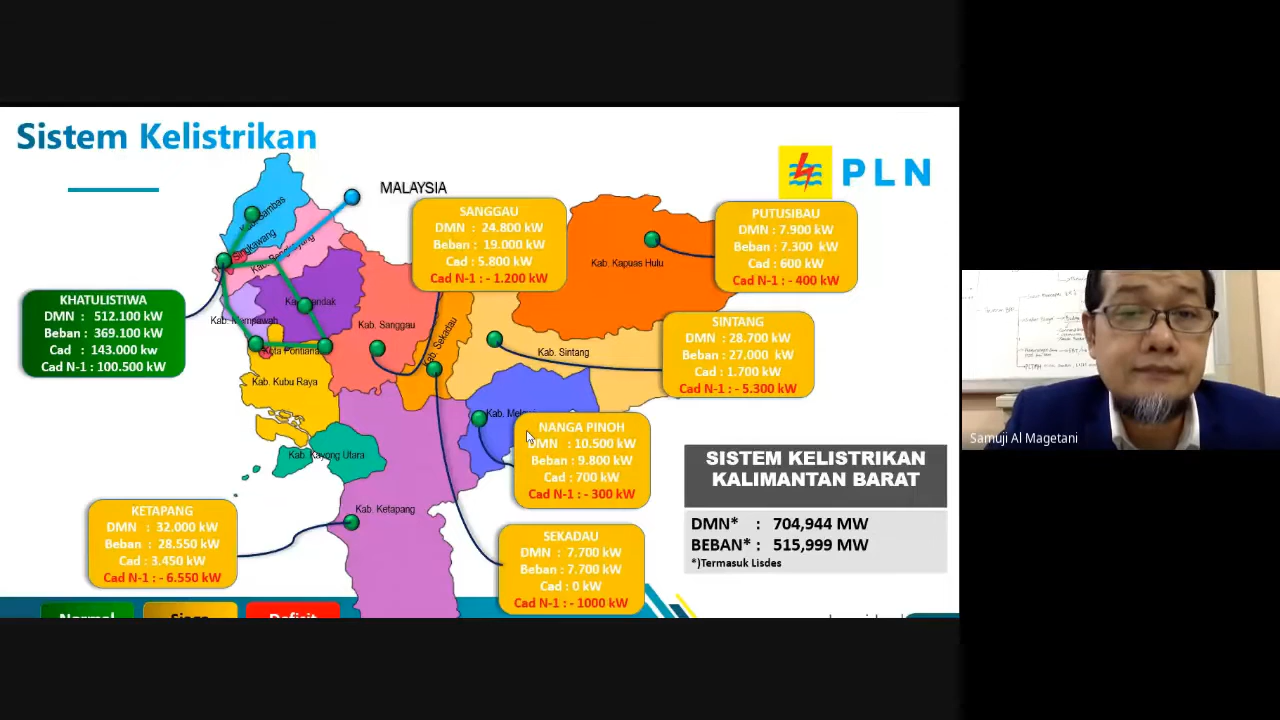 Sistem Kelistrikan
PLN
MALAYSIA
SANGGAU
DMN : 24.800 kW
Beban : 19.000 kW
Cad : 5.800 kW
Cad N-1 : - 1.200 kW
PUTUSIBAU
DMN : 7.900 kW
Beban : 7.300 kW
Cad : 600 kW
Cad N-1 : - 400 kW
Kab. Kapuas Hulu
KHATULISTIWA
DMN : 512.100 kW
Beban : 369.100 kW
Cad : 143.000 kw
Cad N-1 : 100.500 kW
Kab. Sanggau
Kab. Sekadau
Kab. Sintang
SINTANG
DMN : 28.700 kW
Beban : 27.000 kW
Cad : 1.700 kW
Cad N-1 : - 5.300 kW
Kab. Kubu Raya
NANGA PINOH
DMN : 10.500 kW
Beban : 9.800 kW
Cad : 700 kW
Cad N-1 : - 300 kW
Kab. Kayong Utara
Kab. Ketapang
KETAPANG
DMN : 32.000 kW
Beban : 28.550 kW
Cad : 3.450 kW
Cad N-1 : - 6.550 kW
SEKADAU
DMN : 7.700 kW
Beban : 7.700 kW
Cad : 0 kW
Cad N-1 : - 1000 kW
SISTEM KELISTRIKAN
KALIMANTAN BARAT
DMN* : 704,944 MW
BEBAN* : 515,999 MW
*)Termasuk Lisdes
Normal
Siaga
Deficit
Samuji Al Magetani